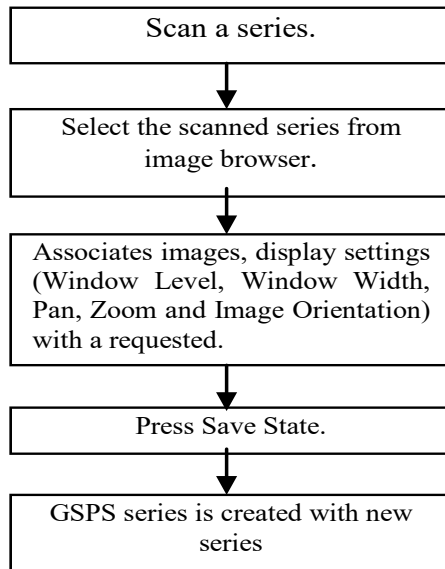 Scan a series.
Select the scanned series from
image browser.
Associates images, display settings
(Window Level, Window Width,
Pan, Zoom and Image Orientation)
with a requested.
Press Save State.
GSPS series is created with new
series